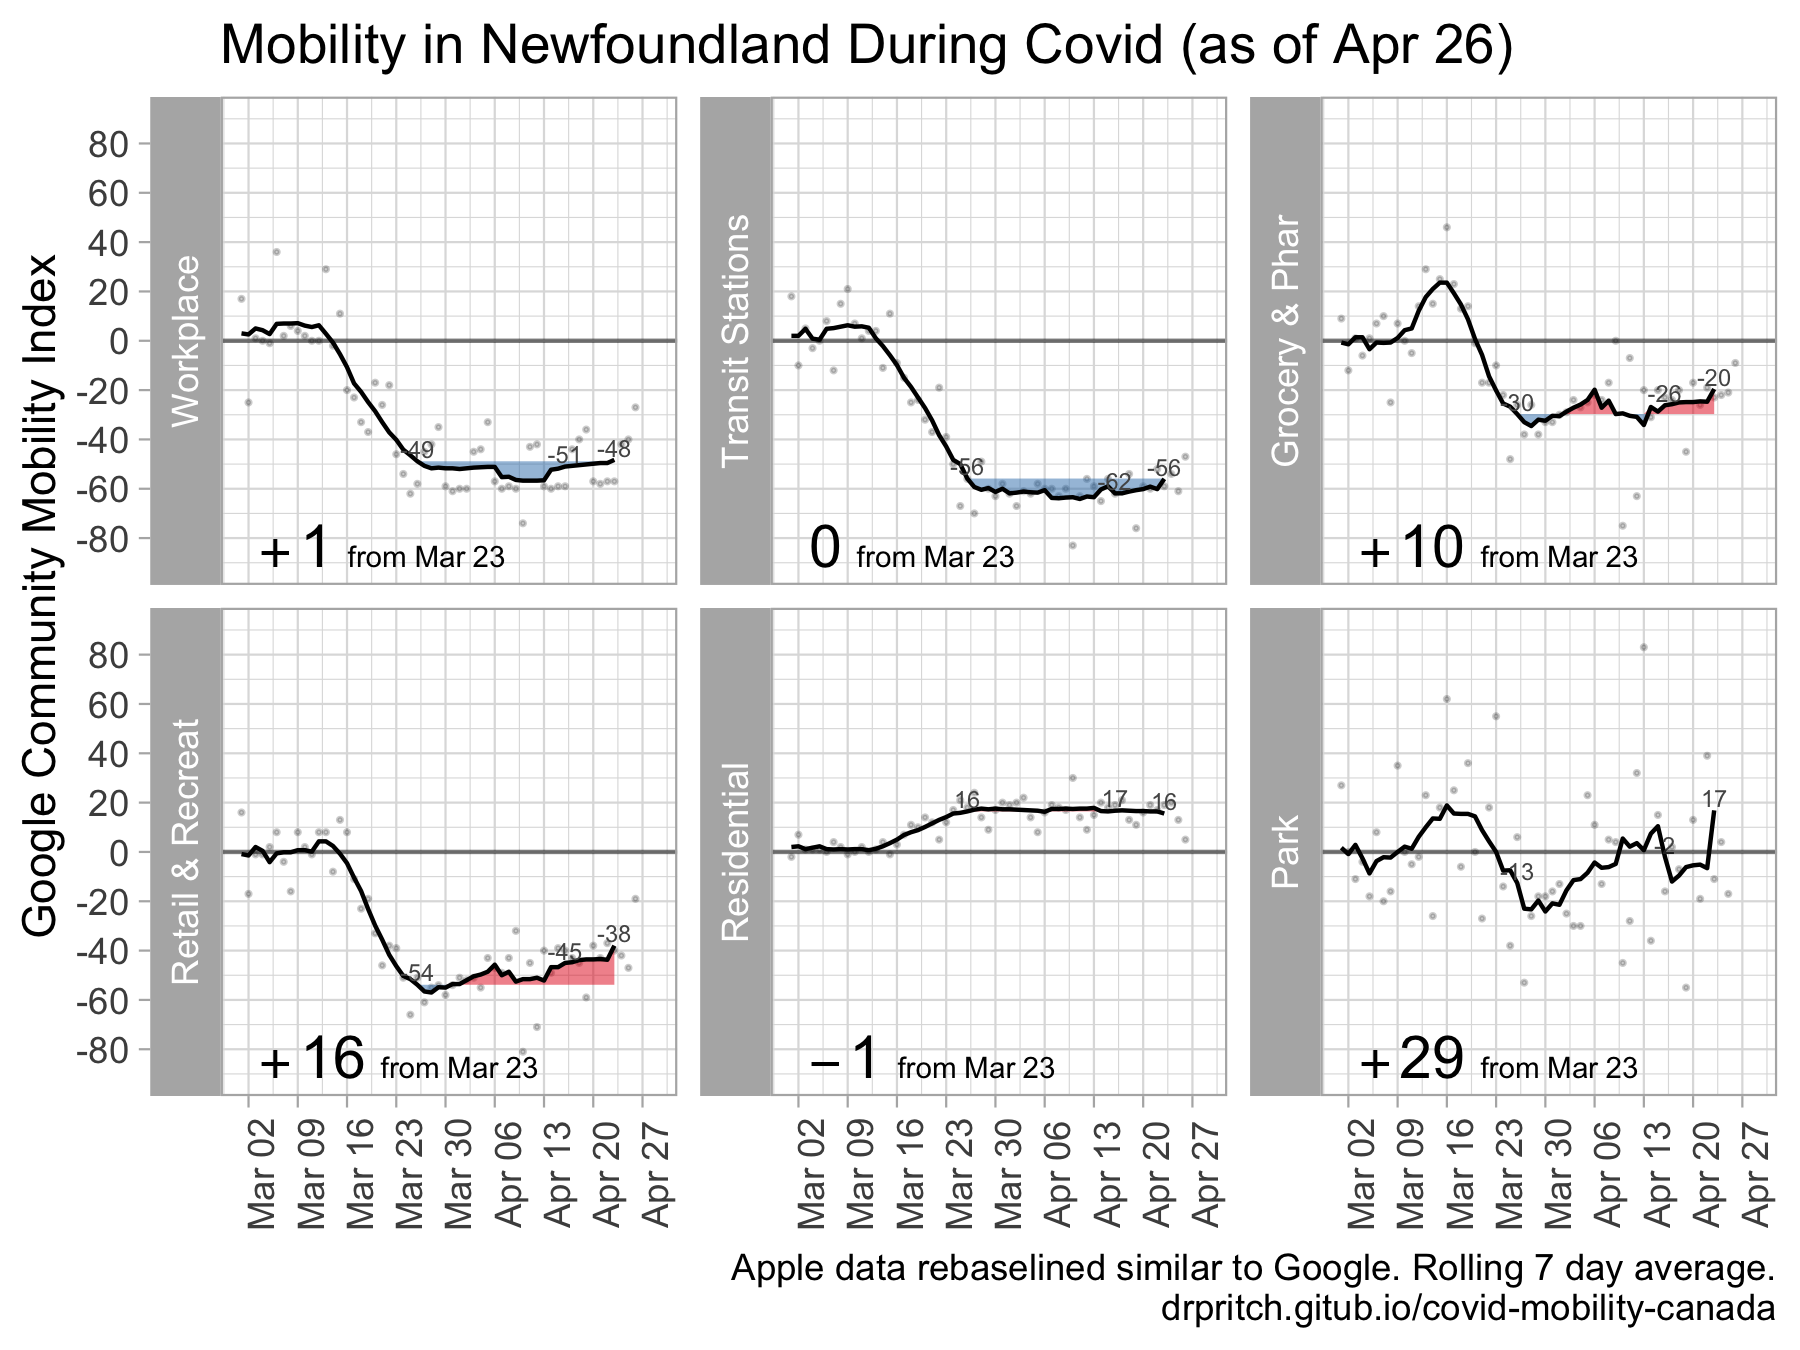 Mobility in Newfoundland During Covid (as of Apr 26)
Google Community Mobility Index
80
60
40
20
0
-20
-40
-60
-80
Workplace
-49
-51
-48
+1 from Mar 23
Transit Stations
-56
-62
-56
0 from Mar 23
Grocery & Phar
-30
-26
-20
+10 from Mar 23
80
60
40
20
0
-20
-40
-60
-80
Retail & Recreat
-54
-45
-38
+16 from Mar 23
Residential
16
17
16
−1 from Mar 23
Park
-13
-2
17
+29 from Mar 23
Mar 02
Mar 09
Mar 16
Mar 23
Mar 30
Apr 06
Apr 13
Apr 20
Apr 27
Mar 02
Mar 09
Mar 16
Mar 23
Mar 30
Apr 06
Apr 13
Apr 20
Apr 27
Mar 02
Mar 09
Mar 16
Mar 23
Mar 30
Apr 06
Apr 13
Apr 20
Apr 27
Apple data rebaselined similar to Google. Rolling 7 day average.
drpritch.gitub.io/covid-mobility-canada